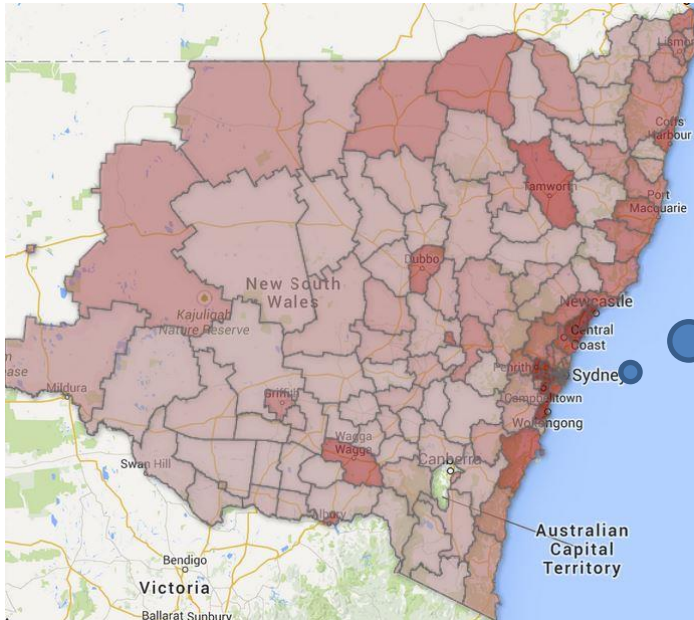 Lismore
Coffs
Harbour
Tamworth
Port
Macquarie
Dubbo
New South
Wales
Kajuligah
Nature Reserve
Newcastle
Central
Coast
Penrith
Sydney
Mildura
Griffith
Campbelltown
Wollongong
Wagga
Wagga
Canberra
Swan Hill
Albury
Australian
Capital
Territory
Bendigo
Victoria
Ballarat
Sunbury